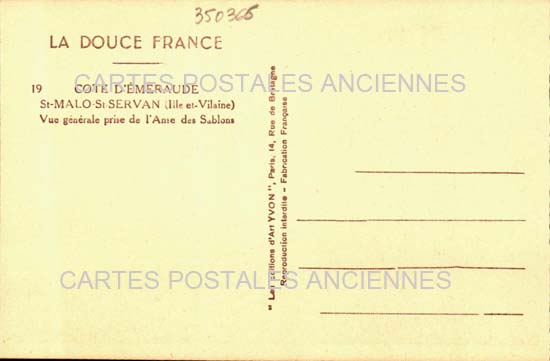 350365
LA DOUCE FRANCE
19 COTE D'ÉMERAUDE
St-MALO-St-SERVAN (Ille et-Vilaine)
Vue générale prise de l'Anse des Sablons
CARTES POSTALES ANCIENNES
" Les éditions d'Art YVON ", Paris, 14, Rue de Bretagne
Reproduction interdite - Fabrication Française
CARTES POSTALES ANCIENNES